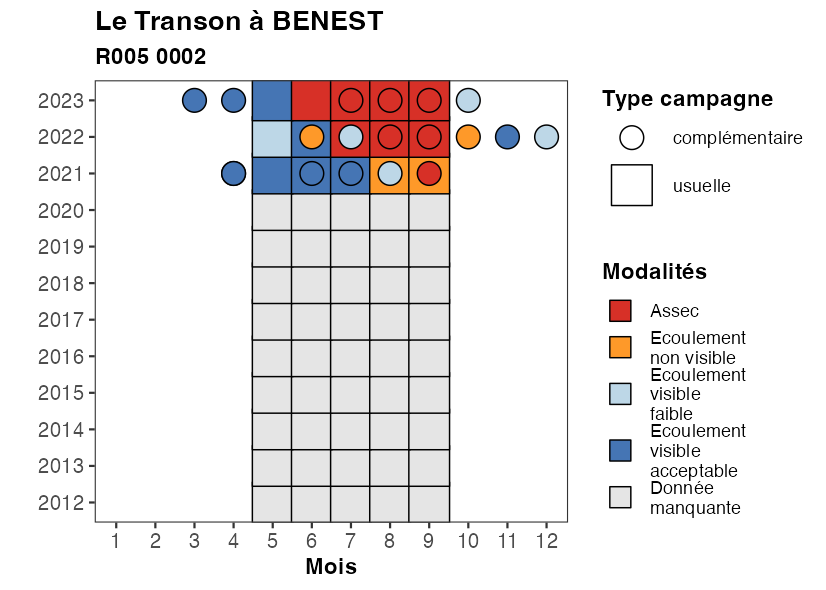 Le Transon à BENEST
R005 0002
2023
2022
2021
2020
2019
2018
2017
2016
2015
2014
2013
2012
1 2 3 4 5 6 7 8 9 10 11 12
Mois
Type campagne
complémentaire
usuelle
Modalités
Assec
Ecoulement
non visible
Ecoulement
visible
faible
Ecoulement
visible
acceptable
Donnée
manquante